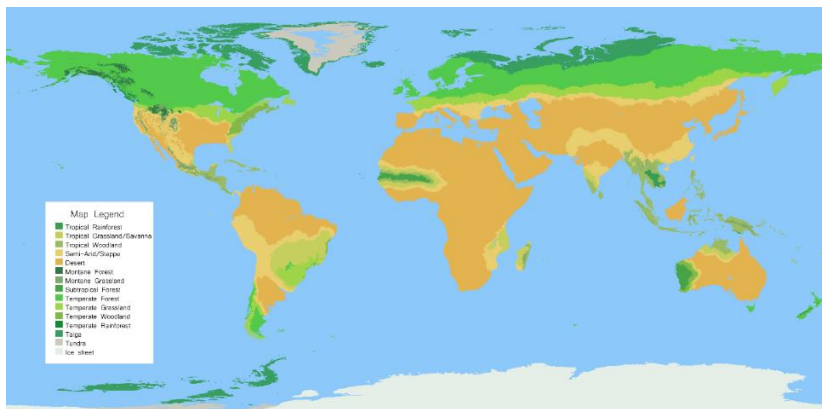 Map Legend
Tropical Rainforest
Tropical Grassland/Savanna
Tropical Woodland
Semi-Arid/Steppe
Desert
Montane Forest
Montane Grassland
Subtropical Forest
Temperate Forest
Temperate Grassland
Temperate Woodland
Temperate Rainforest
Taiga
Tundra
Ice sheet